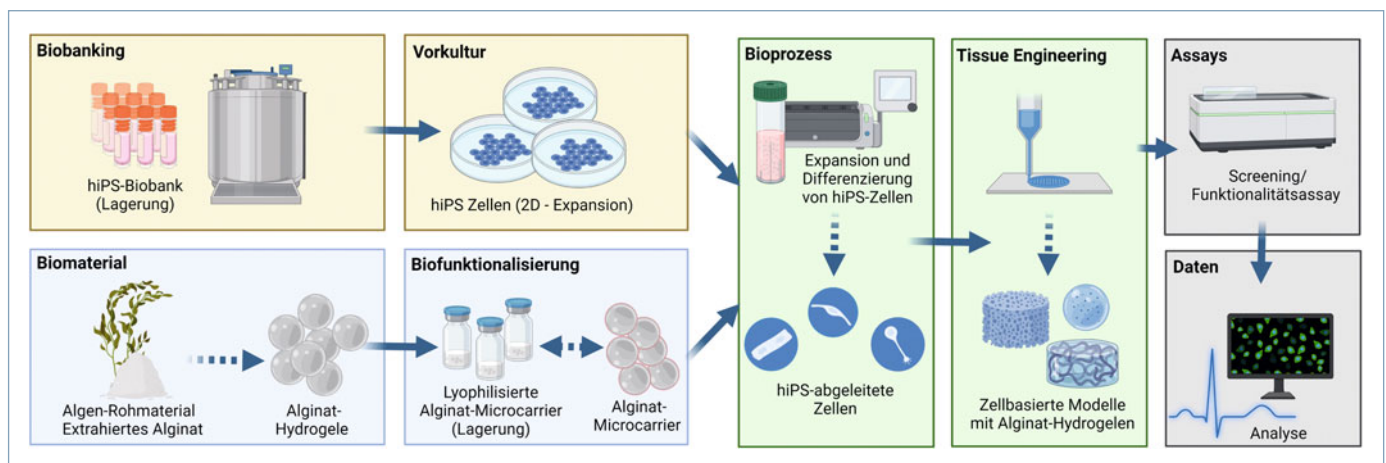 Biobanking
hiPS-Biobank
(Lagerung)
Vorkultur
hiPS Zellen (2D - Expansion)
Biomaterial
Algen-Rohmaterial
Extrahiertes Alginat
Alginat-
Hydrogele
Biofunktionalisierung
Lyophilisierte
Alginat-Microcarrier
(Lagerung)
Alginat-
Microcarrier
Bioprozess
Expansion und
Differenzierung
von hiPS-Zellen
hiPS-abgeleitete
Zellen
Tissue Engineering
Zellbasierte Modelle
mit Alginat-Hydrogelen
Assays
Screening/
Funktionalitätsassay
Daten
Analyse